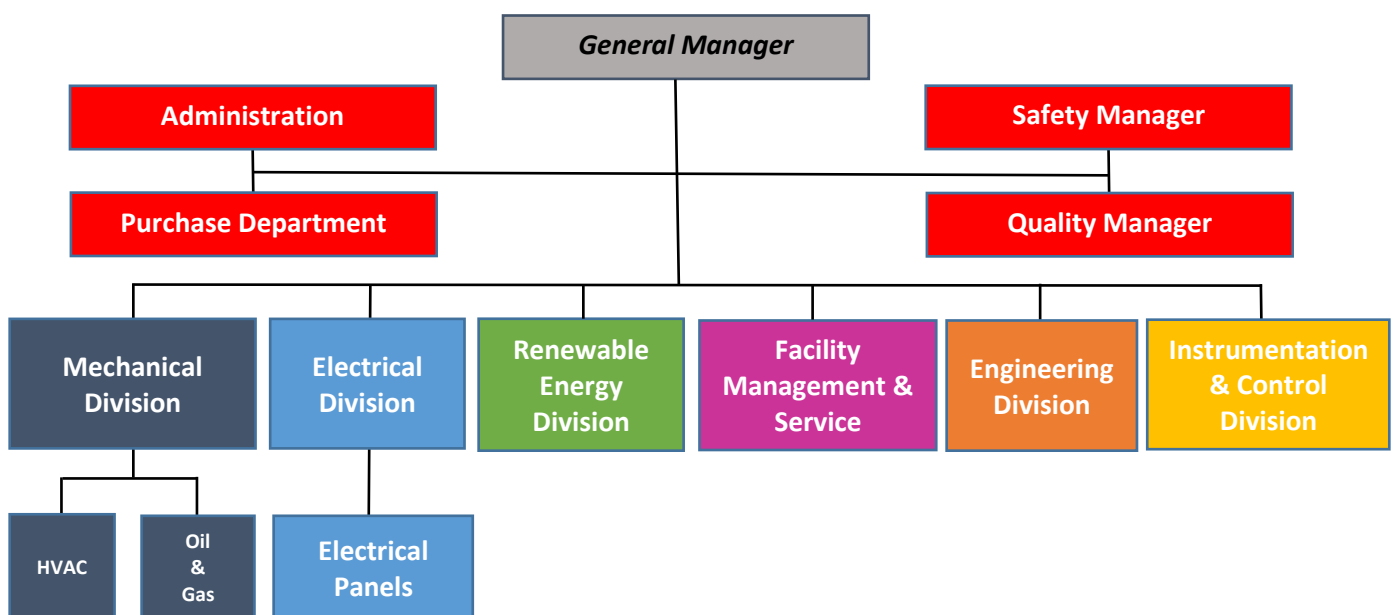 General Manager
Administration
Safety Manager
Purchase Department
Quality Manager
Mechanical
Division
Electrical
Division
Renewable
Energy
Division
Facility
Management &
Service
Engineering
Division
Instrumentation
& Control
Division
HVAC
Oil
&
Gas
Electrical
Panels